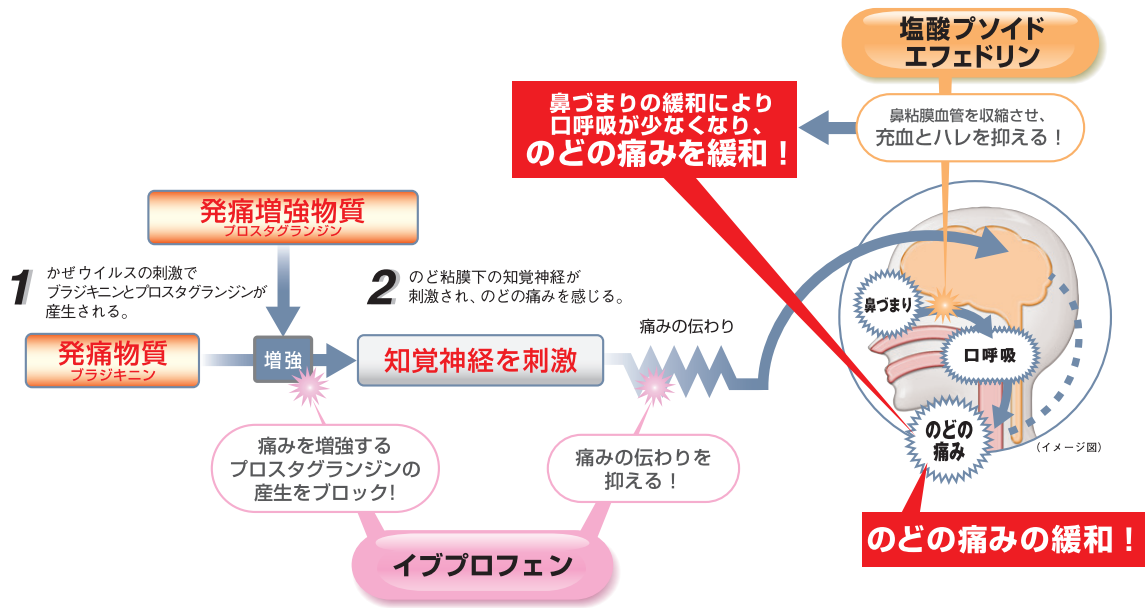 塩酸プソイド
エフェドリン
鼻粘膜血管を収縮させ、
充血とハレを抑える！
鼻づまりの緩和により
口呼吸が少なくなり、
のどの痛みを緩和！
発痛増強物質
プロスタグランジン
1
かぜウイルスの刺激で
ブラジキニンとプロスタグランジンが
産生される。
2
のど粘膜下の知覚神経が
刺激され、のどの痛みを感じる。
発痛物質
ブラジキニン
増強
知覚神経を刺激
痛みの伝わり
鼻づまり
口呼吸
のどの
痛み
（イメージ図）
痛みを増強する
プロスタグランジンの
産生をブロック！
痛みの伝わりを
抑える！
イブプロフェン
のどの痛みの緩和！